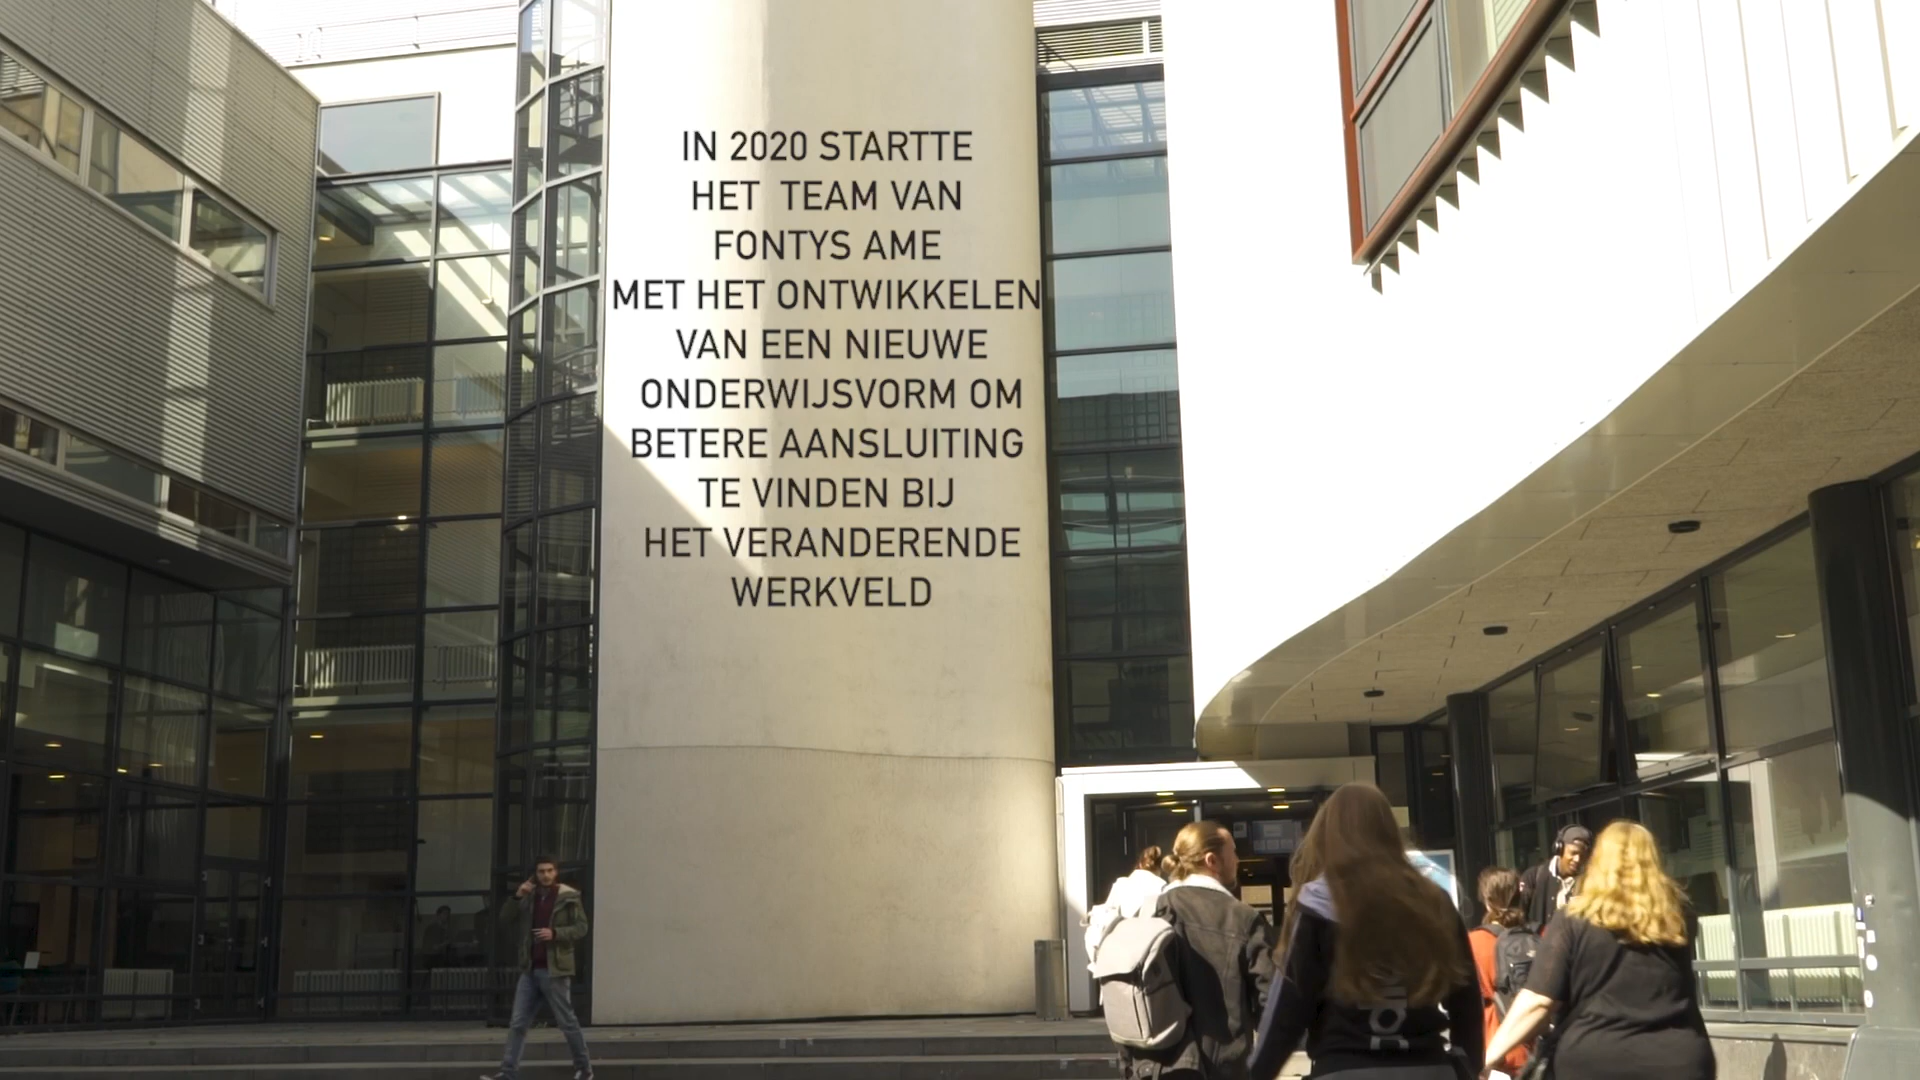 IN 2020 STARTTE
HET TEAM VAN
FONTYS AME
MET HET ONTWIKKELEN
VAN EEN NIEUWE
ONDERWIJSVORM OM
BETERE AANSLUITING
TE VINDEN BIJ
HET VERANDERENDE
WERKVELD